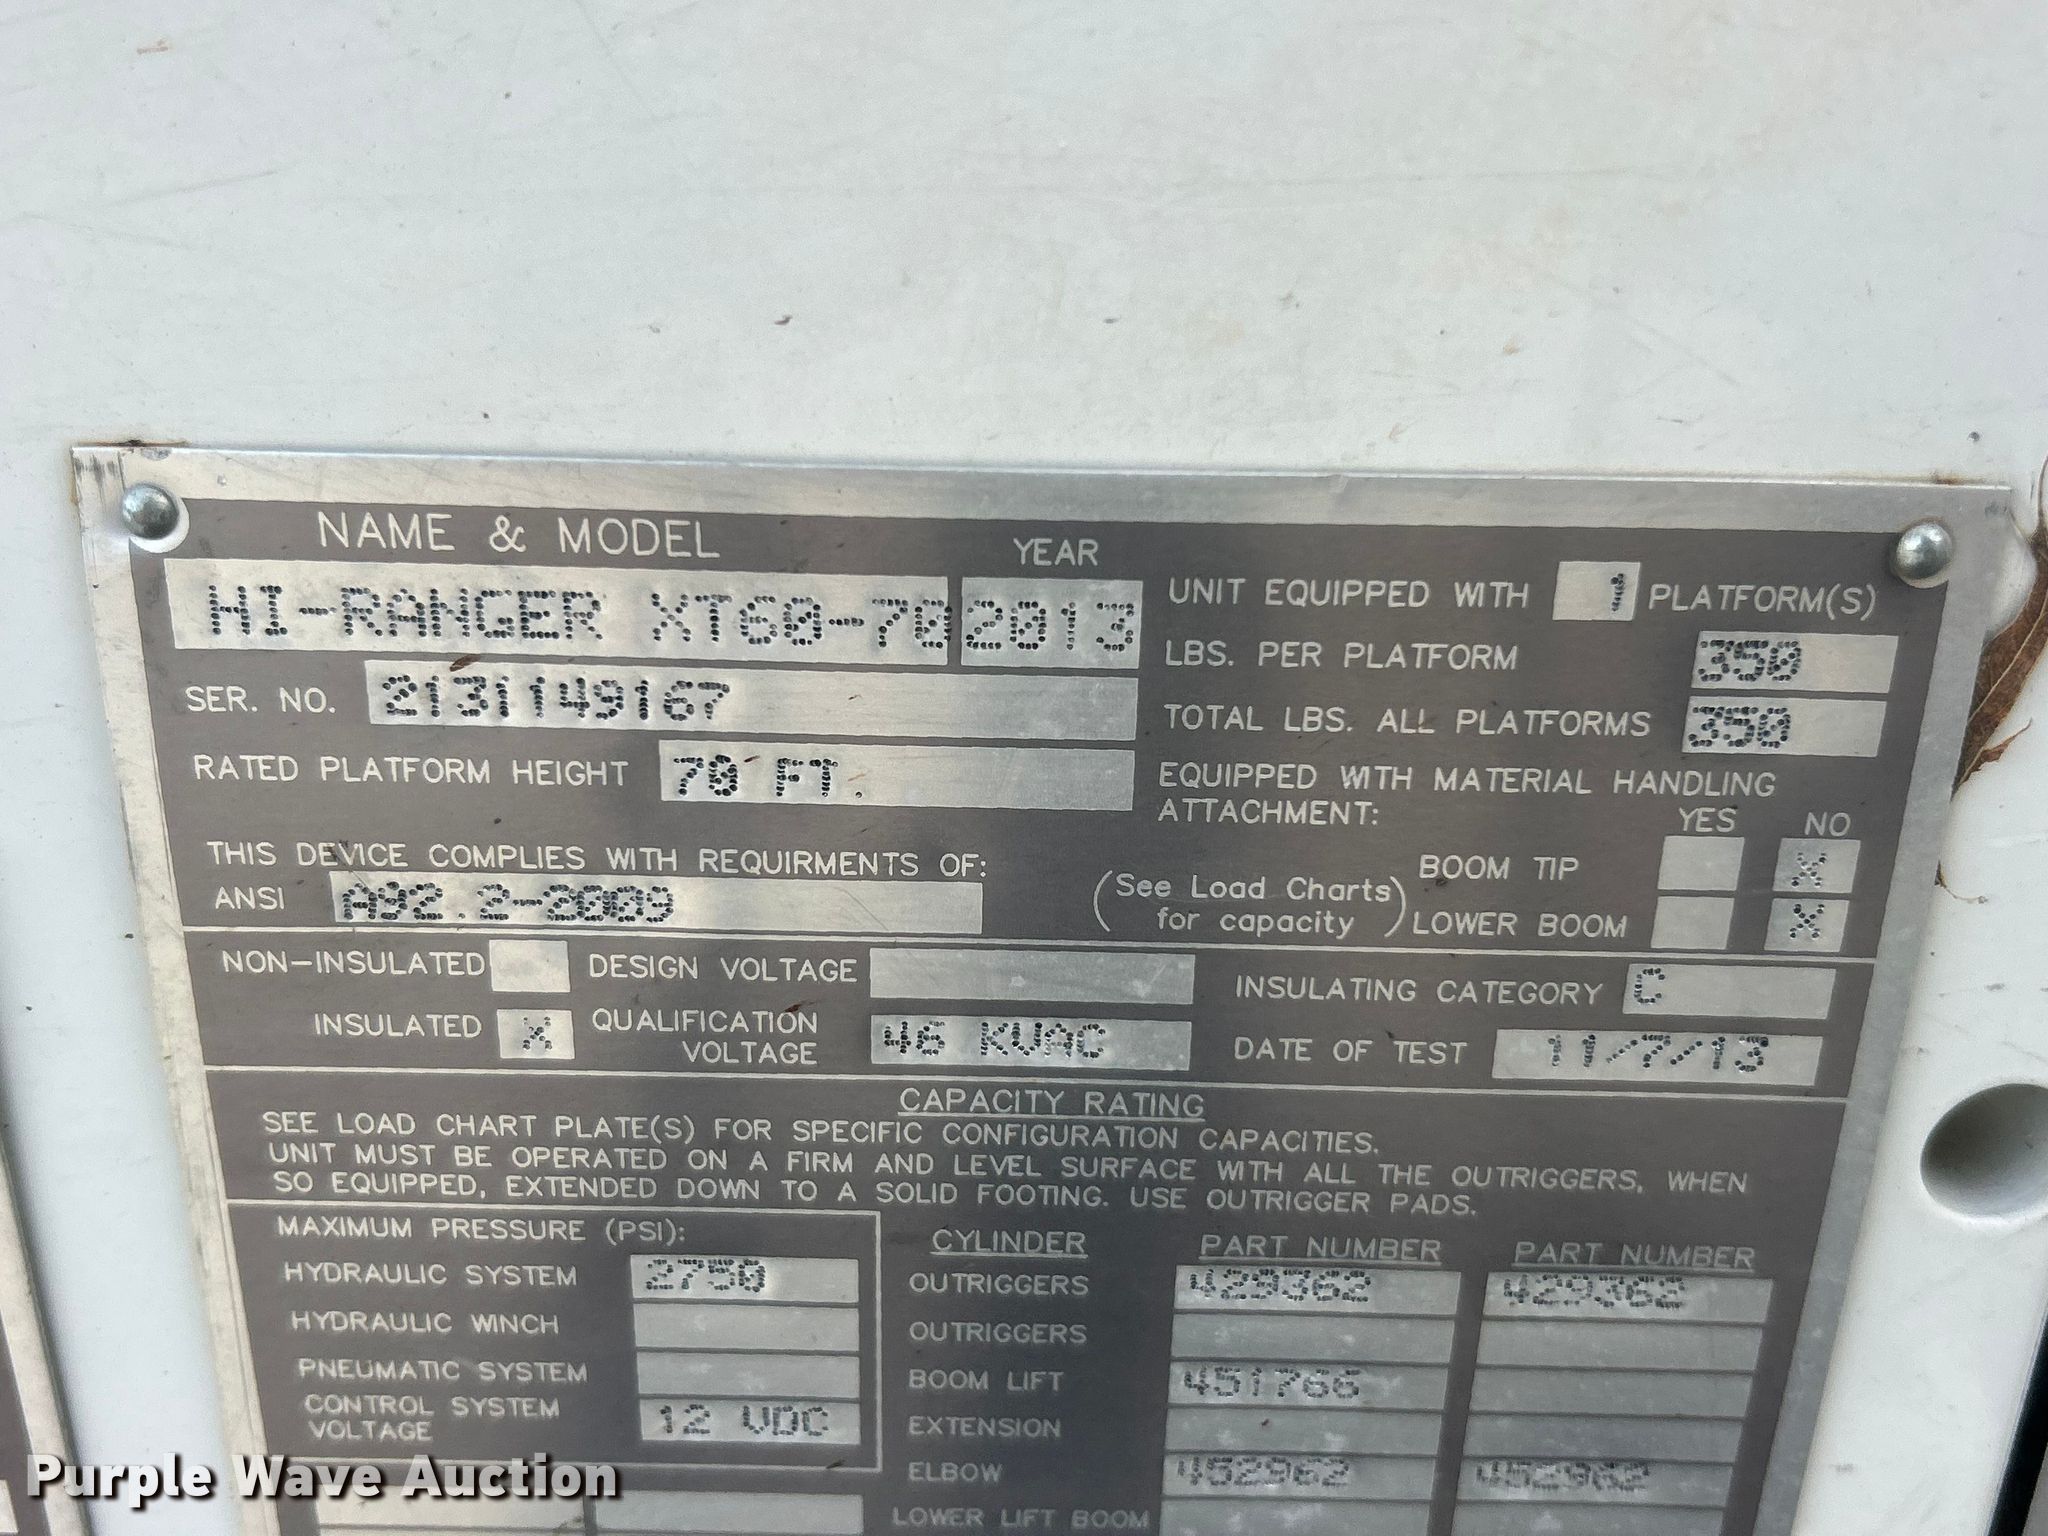 NAME & MODEL YEAR
HI-RANGER XT60-70 2013
UNIT EQUIPPED WITH 1 PLATFORM(S)
LBS. PER PLATFORM 350
SER. NO. 2131149167
TOTAL LBS. ALL PLATFORMS 350
RATED PLATFORM HEIGHT 70 FT.
EQUIPPED WITH MATERIAL HANDLING
ATTACHMENT: YES NO
THIS DEVICE COMPLIES WITH REQUIRMENTS OF:
ANSI A92.2-2009
(See Load Charts
for capacity)
BOOM TIP X
LOWER BOOM X
NON-INSULATED DESIGN VOLTAGE
INSULATING CATEGORY C
INSULATED X QUALIFICATION
VOLTAGE 46 KVAC
DATE OF TEST 11/7/13
CAPACITY RATING
SEE LOAD CHART PLATE(S) FOR SPECIFIC CONFIGURATION CAPACITIES.
UNIT MUST BE OPERATED ON A FIRM AND LEVEL SURFACE WITH ALL THE OUTRIGGERS, WHEN
SO EQUIPPED, EXTENDED DOWN TO A SOLID FOOTING. USE OUTRIGGER PADS.
MAXIMUM PRESSURE (PSI):
HYDRAULIC SYSTEM 2750
HYDRAULIC WINCH
PNEUMATIC SYSTEM
CONTROL SYSTEM
VOLTAGE 12 VDC
CYLINDER PART NUMBER PART NUMBER
OUTRIGGERS 429362 429362
OUTRIGGERS
BOOM LIFT 451766
EXTENSION
ELBOW 452962 452962
LOWER LIFT BOOM
Purple Wave Auction